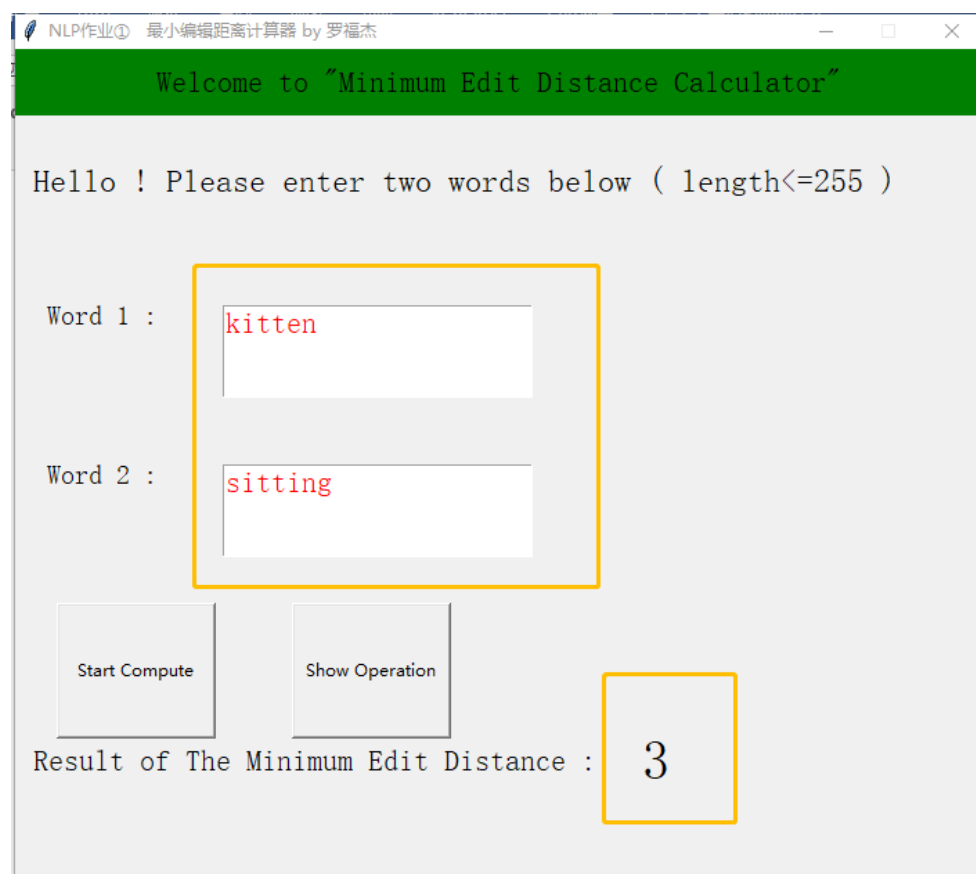 NLP作业① 最小编辑距离计算器 by 罗福杰
Welcome to "Minimum Edit Distance Calculator"
Hello ! Please enter two words below ( length<=255 )
Word 1 :
kitten
Word 2 :
sitting
Start Compute
Show Operation
Result of The Minimum Edit Distance : 3